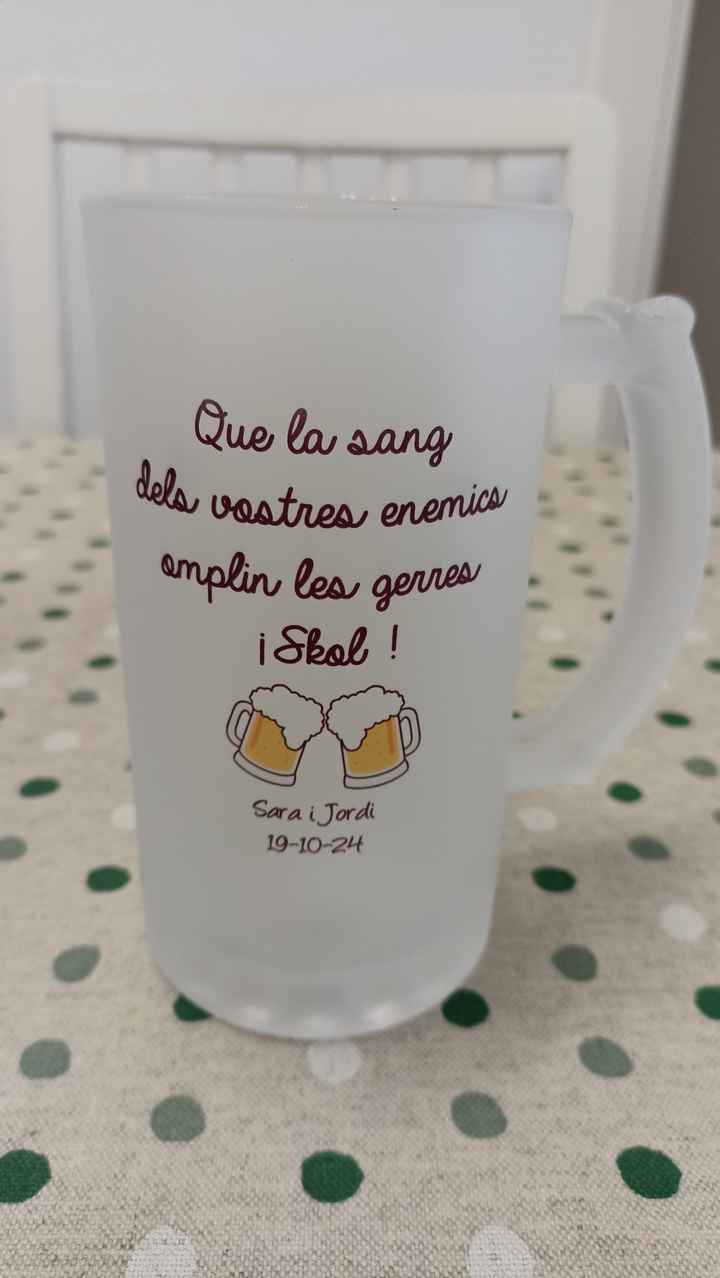 Que la sang
dels vostres enemics
omplin les gerres
¡Skol !
Sara i Jordi
19-10-24